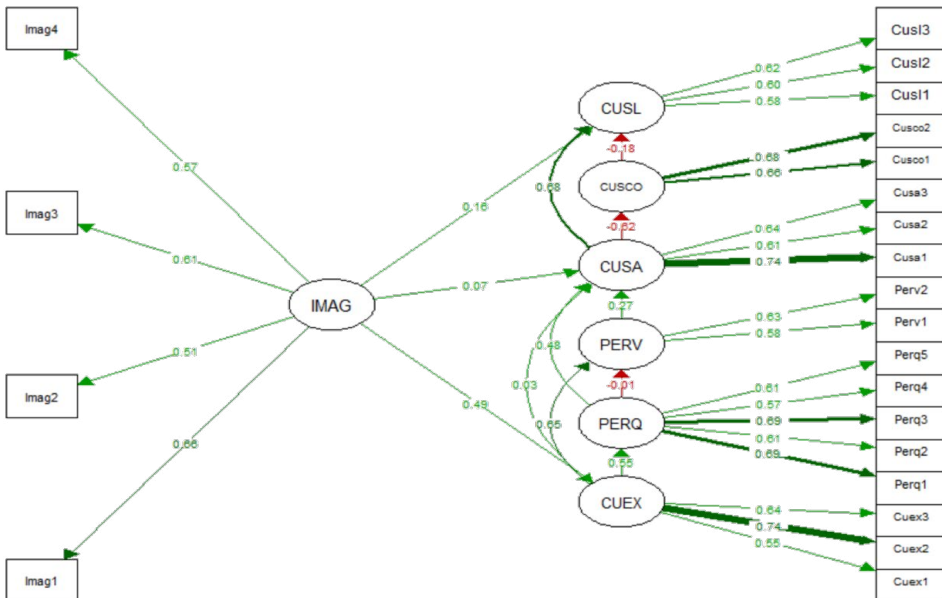 Imag4
Imag3
Imag2
Imag1
0.57
0.61
0.51
0.66
IMAG
0.16
0.07
0.49
CUSL
-0.18
CUSCO
0.68
-0.62
CUSA
0.27
0.48
PERV
0.03
-0.01
0.65
PERQ
0.55
CUEX
0.62
0.60
0.58
0.68
0.66
0.64
0.61
0.74
0.63
0.58
0.61
0.57
0.69
0.61
0.69
0.64
0.74
0.55
Cusl3
Cusl2
Cusl1
Cusco2
Cusco1
Cusa3
Cusa2
Cusa1
Perv2
Perv1
Perq5
Perq4
Perq3
Perq2
Perq1
Cuex3
Cuex2
Cuex1